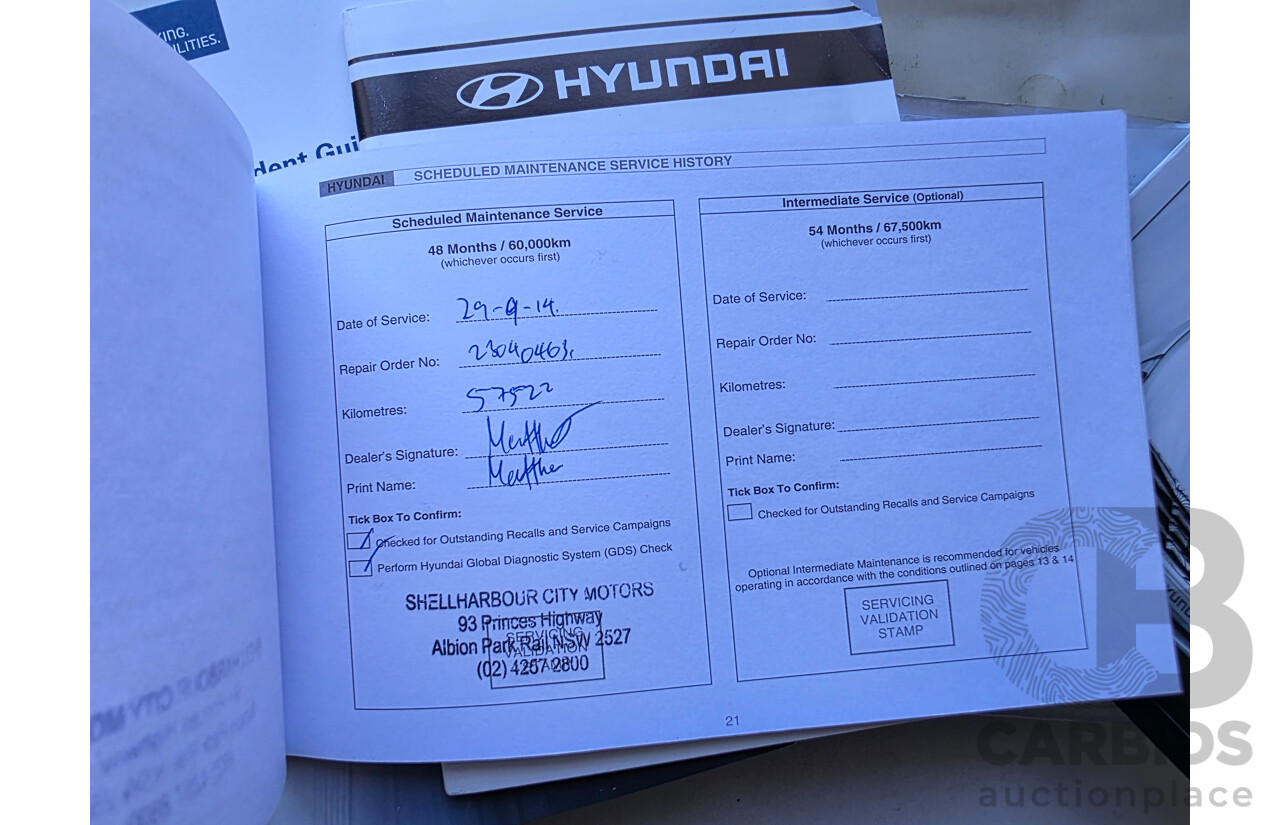 KING.
ILITIES.
HYUNDAI
dent Gui
HYUNDAI SCHEDULED MAINTENANCE SERVICE HISTORY
Scheduled Maintenance Service
48 Months / 60,000km
(whichever occurs first)
Date of Service: 29-9-14.
Repair Order No: 23040463.
Kilometres: 57522
Dealer's Signature:
Print Name:
Tick Box To Confirm:
Checked for Outstanding Recalls and Service Campaigns
Perform Hyundai Global Diagnostic System (GDS) Check
SHELLHARBOUR CITY MOTORS
93 Princes Highway
Albion Park Rail NSW 2527
(02) 4257 2800
SERVICING
VALIDATION
STAMP
Intermediate Service (Optional)
54 Months / 67,500km
(whichever occurs first)
Date of Service:
Repair Order No:
Kilometres:
Dealer's Signature:
Print Name:
Tick Box To Confirm:
Checked for Outstanding Recalls and Service Campaigns
Optional Intermediate Maintenance is recommended for vehicles
operating in accordance with the conditions outlined on pages 13 & 14
SERVICING
VALIDATION
STAMP
21
CARBIDS
auctionplace